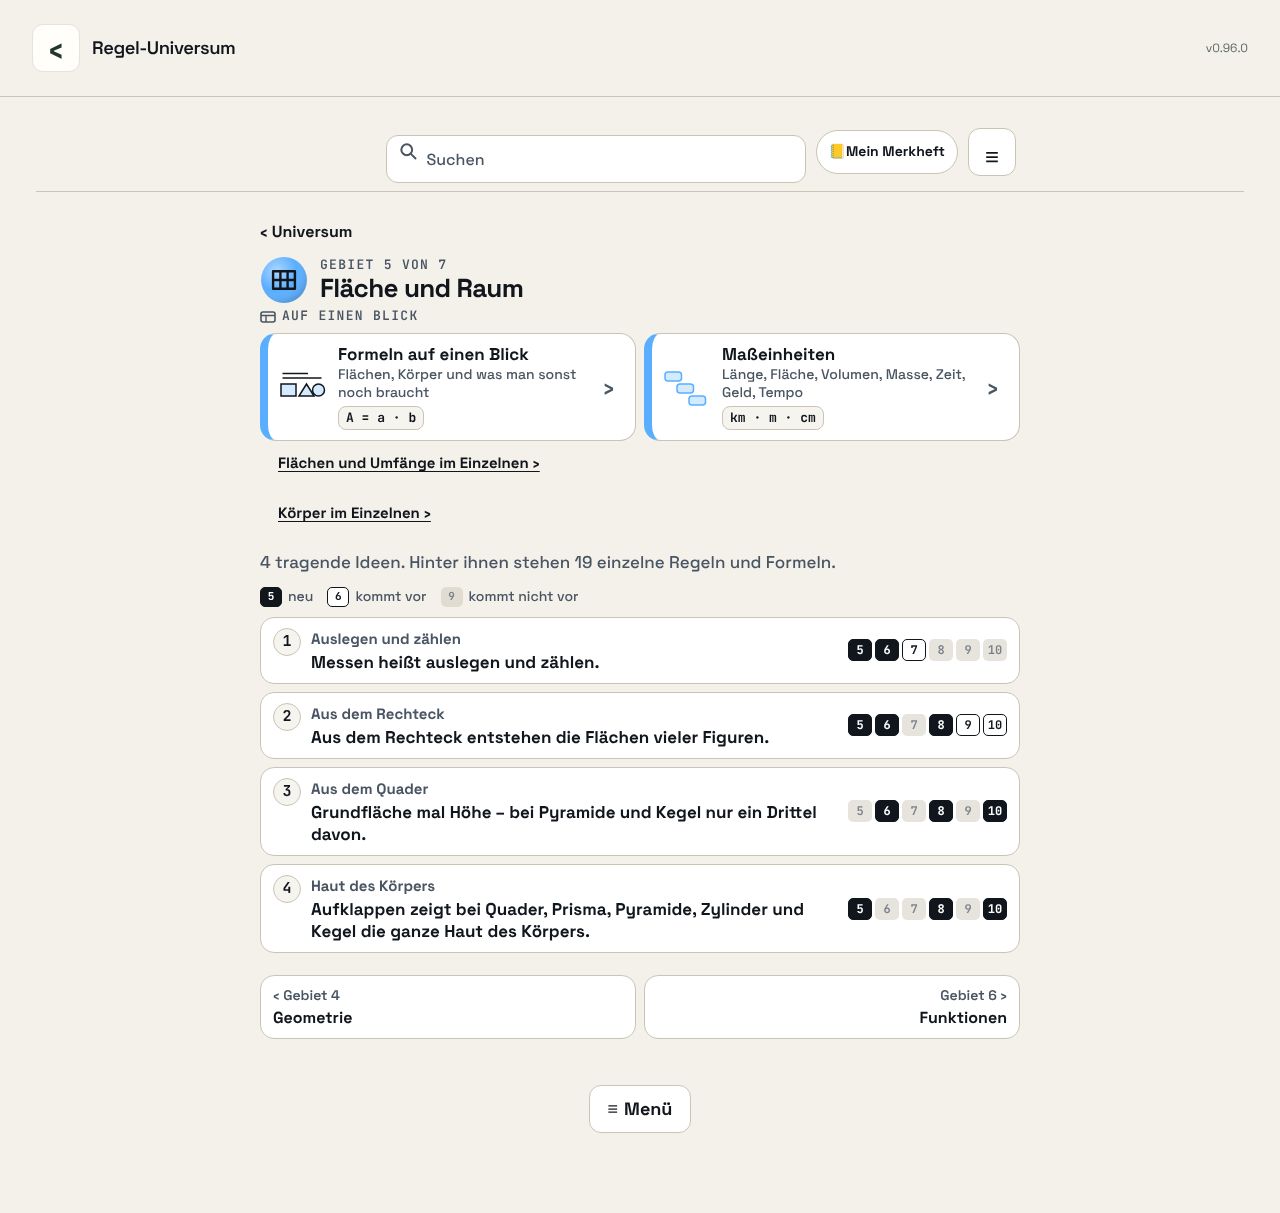 < Regel-Universum
v0.96.0
Suchen
Mein Merkheft
≡
< Universum
GEBIET 5 VON 7
Fläche und Raum
AUF EINEN BLICK
Formeln auf einen Blick
Flächen, Körper und was man sonst
noch braucht
A = a · b
>
Maßeinheiten
Länge, Fläche, Volumen, Masse, Zeit,
Geld, Tempo
km · m · cm
>
Flächen und Umfänge im Einzelnen >
Körper im Einzelnen >
4 tragende Ideen. Hinter ihnen stehen 19 einzelne Regeln und Formeln.
5 neu 6 kommt vor 9 kommt nicht vor
1 Auslegen und zählen
Messen heißt auslegen und zählen.
5 6 7 8 9 10
2 Aus dem Rechteck
Aus dem Rechteck entstehen die Flächen vieler Figuren.
5 6 7 8 9 10
3 Aus dem Quader
Grundfläche mal Höhe – bei Pyramide und Kegel nur ein Drittel
davon.
5 6 7 8 9 10
4 Haut des Körpers
Aufklappen zeigt bei Quader, Prisma, Pyramide, Zylinder und
Kegel die ganze Haut des Körpers.
5 6 7 8 9 10
< Gebiet 4
Geometrie
Gebiet 6 >
Funktionen
≡ Menü